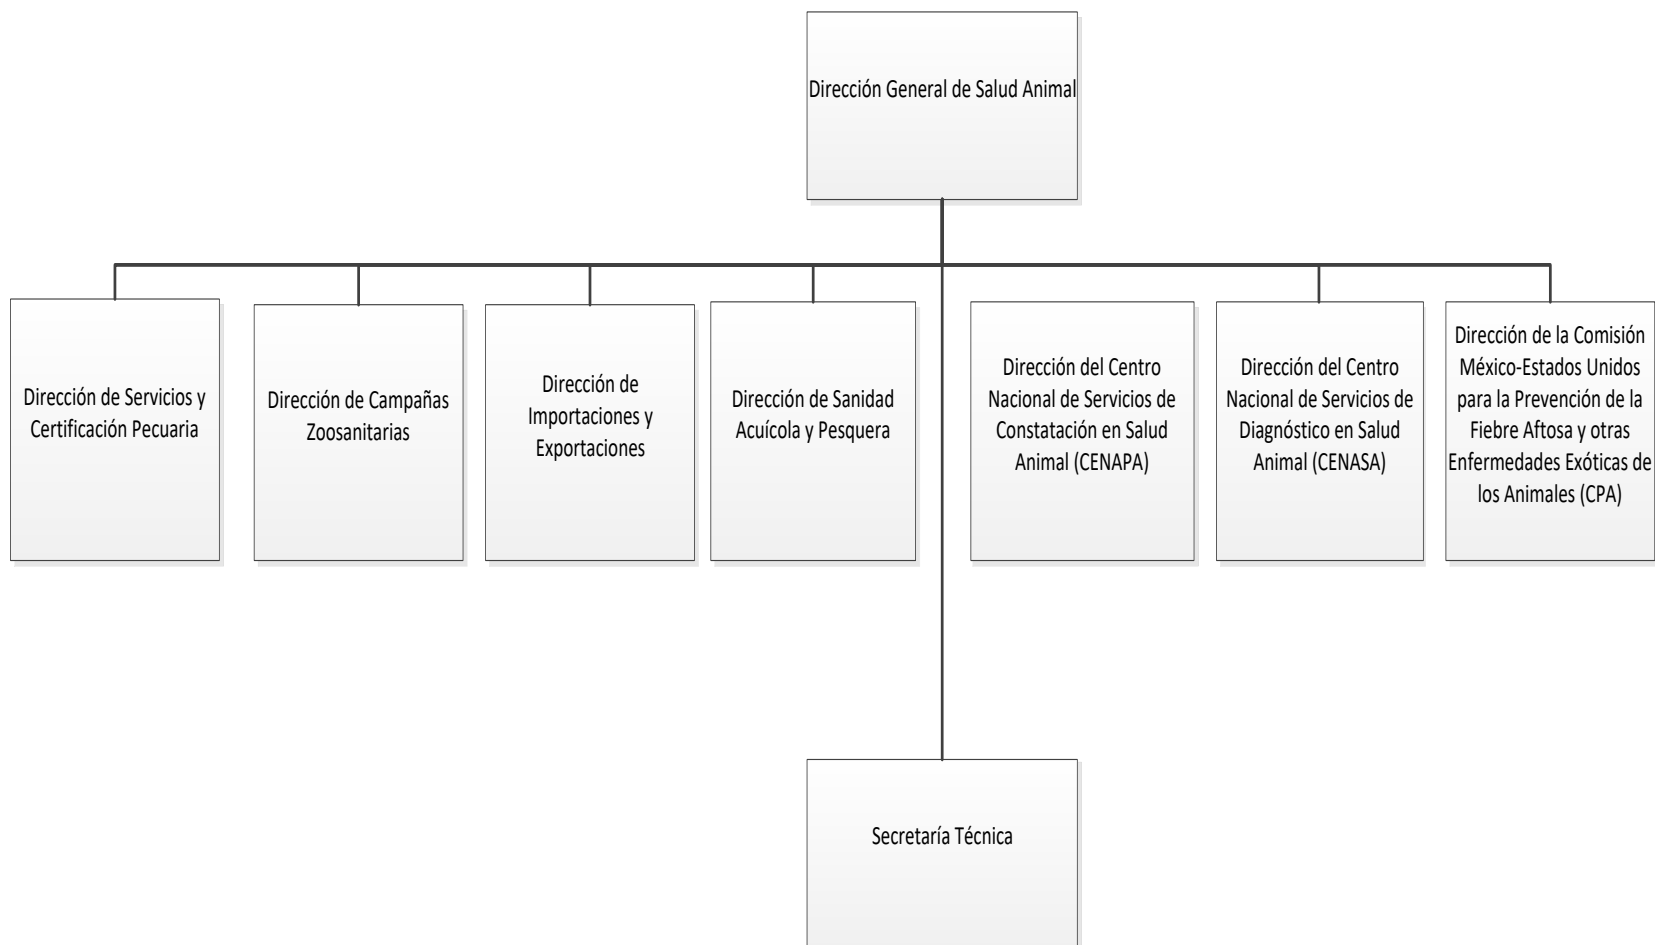 Dirección General de Salud Animal
Dirección de Servicios y
Certificación Pecuaria
Dirección de Campañas
Zoosanitarias
Dirección de
Importaciones y
Exportaciones
Dirección de Sanidad
Acuícola y Pesquera
Dirección del Centro
Nacional de Servicios de
Constatación en Salud
Animal (CENAPA)
Dirección del Centro
Nacional de Servicios de
Diagnóstico en Salud
Animal (CENASA)
Dirección de la Comisión
México-Estados Unidos
para la Prevención de la
Fiebre Aftosa y otras
Enfermedades Exóticas de
los Animales (CPA)
Secretaría Técnica